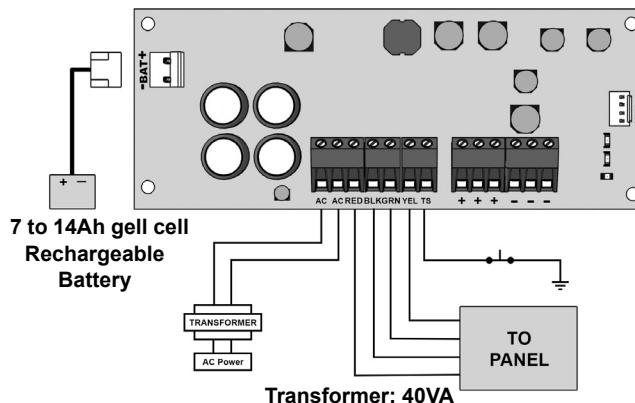 -BAT+
AC AC RED BLK GRN YEL TS + + + - - -
+ -
7 to 14Ah gell cell
Rechargeable
Battery
TRANSFORMER
AC Power
TO
PANEL
Transformer: 40VA